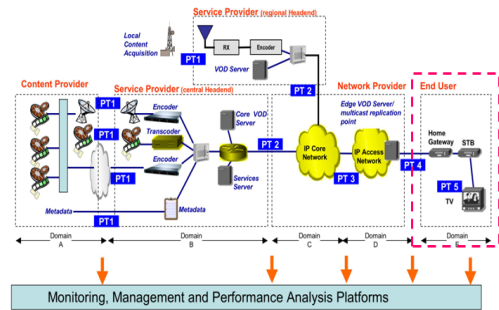 Service Provider (regional Headend)
Local
Content
Acquisition
PT1
RX
Encoder
VOD Server
PT 2
Content Provider
Service Provider (central Headend)
Network Provider
End User
PT1
PT1
PT1
PT1
Encoder
Transcoder
Encoder
Core VOD
Server
Services
Server
PT 2
Edge VOD Server/
multicast replication
point
IP Core
Network
IP Access
Network
PT 3
PT 4
Home
Gateway
STB
PT 5
TV
Metadata
Metadata
Domain
A
Domain
B
Domain
C
Domain
D
Domain
E
Monitoring, Management and Performance Analysis Platforms